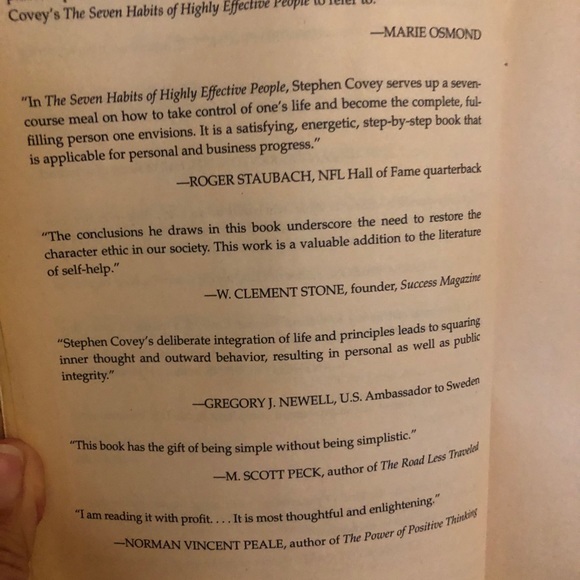 Covey's The Seven Habits of Highly Effective People to refer to.
—MARIE OSMOND
"In The Seven Habits of Highly Effective People, Stephen Covey serves up a seven-
course meal on how to take control of one's life and become the complete, ful-
filling person one envisions. It is a satisfying, energetic, step-by-step book that
is applicable for personal and business progress."
—ROGER STAUBACH, NFL Hall of Fame quarterback
"The conclusions he draws in this book underscore the need to restore the
character ethic in our society. This work is a valuable addition to the literature
of self-help."
—W. CLEMENT STONE, founder, Success Magazine
"Stephen Covey's deliberate integration of life and principles leads to squaring
inner thought and outward behavior, resulting in personal as well as public
integrity."
—GREGORY J. NEWELL, U.S. Ambassador to Sweden
"This book has the gift of being simple without being simplistic."
—M. SCOTT PECK, author of The Road Less Traveled
"I am reading it with profit. . . . It is most thoughtful and enlightening."
—NORMAN VINCENT PEALE, author of The Power of Positive Thinking